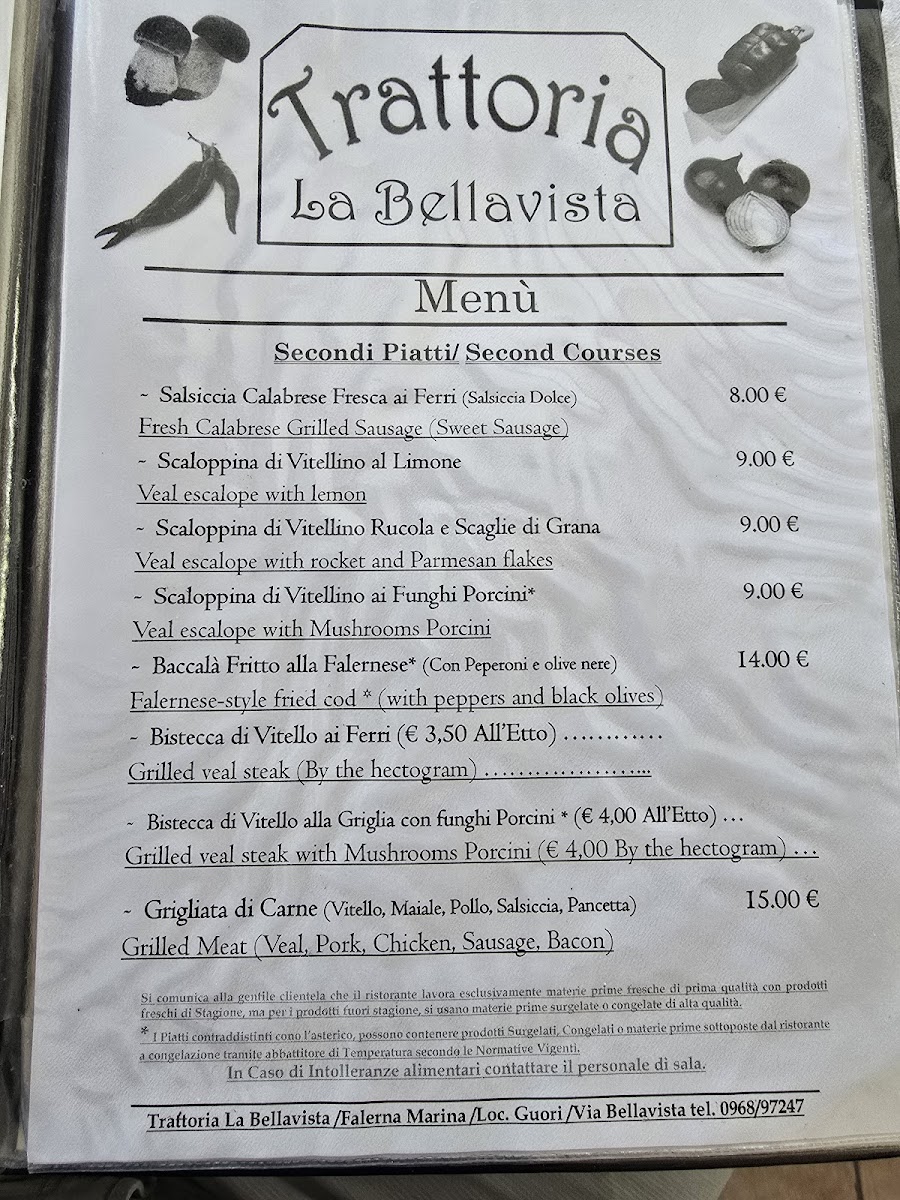 Trattoria
La Bellavista
Menù
Secondi Piatti/ Second Courses
~ Salsiccia Calabrese Fresca ai Ferri (Salsiccia Dolce) 8.00 €
Fresh Calabrese Grilled Sausage (Sweet Sausage)
~ Scaloppina di Vitellino al Limone 9.00 €
Veal escalope with lemon
~ Scaloppina di Vitellino Rucola e Scaglie di Grana 9.00 €
Veal escalope with rocket and Parmesan flakes
~ Scaloppina di Vitellino ai Funghi Porcini* 9.00 €
Veal escalope with Mushrooms Porcini
~ Baccalà Fritto alla Falernese* (Con Peperoni e olive nere) 14.00 €
Falernese-style fried cod * (with peppers and black olives)
~ Bistecca di Vitello ai Ferri (€ 3,50 All'Etto) …………
Grilled veal steak (By the hectogram) ………………...
~ Bistecca di Vitello alla Griglia con funghi Porcini * (€ 4,00 All'Etto) …
Grilled veal steak with Mushrooms Porcini (€ 4,00 By the hectogram) …
~ Grigliata di Carne (Vitello, Maiale, Pollo, Salsiccia, Pancetta) 15.00 €
Grilled Meat (Veal, Pork, Chicken, Sausage, Bacon)
Si comunica alla gentile clientela che il ristorante lavora esclusivamente materie prime fresche di prima qualità con prodotti
freschi di Stagione, ma per i prodotti fuori stagione, si usano materie prime surgelate o congelate di alta qualità.
* I Piatti contraddistinti cono l'asterico, possono contenere prodotti Surgelati, Congelati o materie prime sottoposte dal ristorante
a congelazione tramite abbattitore di Temperatura secondo le Normative Vigenti.
In Caso di Intolleranze alimentari contattare il personale di sala.
Trattoria La Bellavista /Falerna Marina /Loc. Guori /Via Bellavista tel. 0968/97247